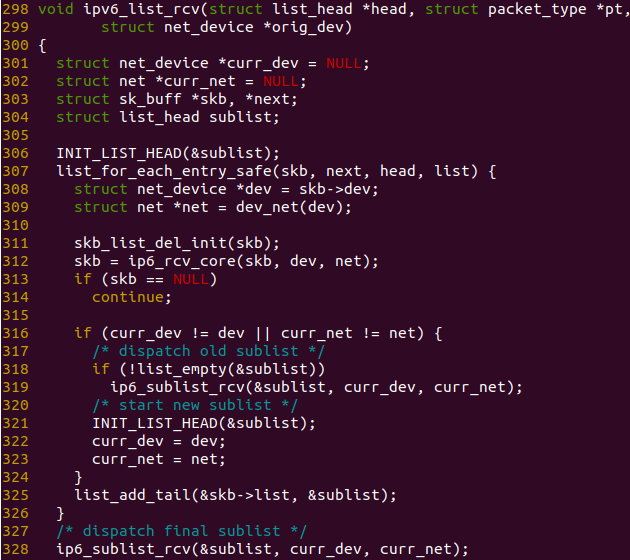 298 void ipv6_list_rcv(struct list_head *head, struct packet_type *pt,
299         struct net_device *orig_dev)
300 {
301   struct net_device *curr_dev = NULL;
302   struct net *curr_net = NULL;
303   struct sk_buff *skb, *next;
304   struct list_head sublist;
305
306   INIT_LIST_HEAD(&sublist);
307   list_for_each_entry_safe(skb, next, head, list) {
308     struct net_device *dev = skb->dev;
309     struct net *net = dev_net(dev);
310
311     skb_list_del_init(skb);
312     skb = ip6_rcv_core(skb, dev, net);
313     if (skb == NULL)
314       continue;
315
316     if (curr_dev != dev || curr_net != net) {
317       /* dispatch old sublist */
318       if (!list_empty(&sublist))
319         ip6_sublist_rcv(&sublist, curr_dev, curr_net);
320       /* start new sublist */
321       INIT_LIST_HEAD(&sublist);
322       curr_dev = dev;
323       curr_net = net;
324     }
325     list_add_tail(&skb->list, &sublist);
326   }
327   /* dispatch final sublist */
328   ip6_sublist_rcv(&sublist, curr_dev, curr_net);